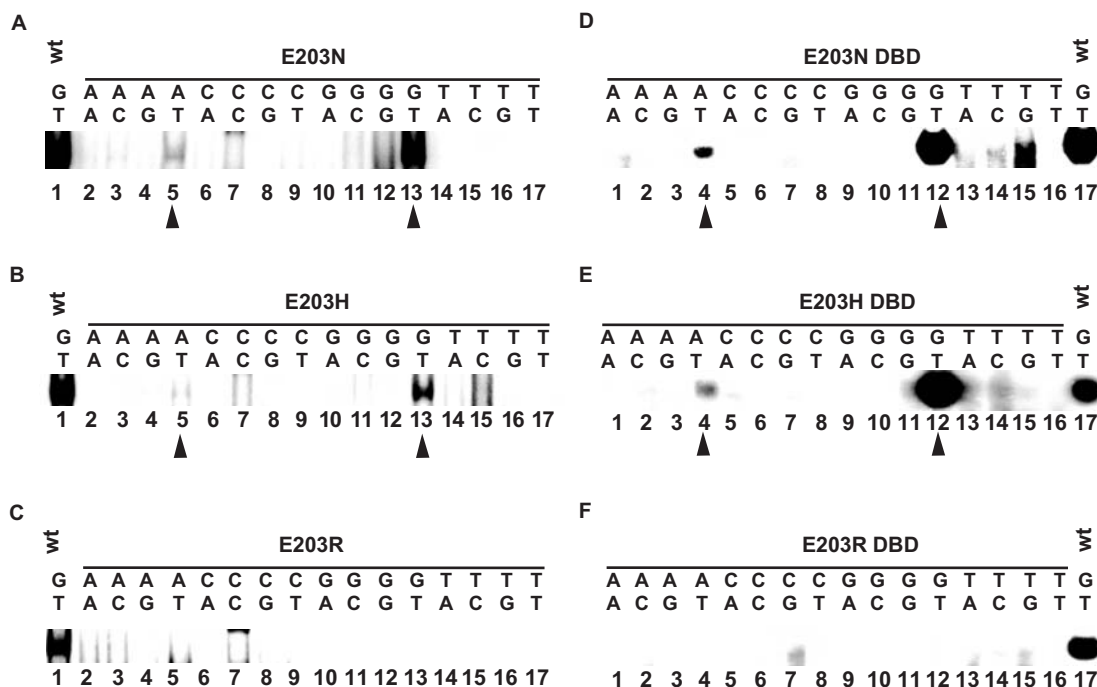 A
wt
E203N
G A A A A C C C C G G G G T T T T
T A C G T A C G T A C G T A C G T
1 2 3 4 5 6 7 8 9 10 11 12 13 14 15 16 17
B
wt
E203H
G A A A A C C C C G G G G T T T T
T A C G T A C G T A C G T A C G T
1 2 3 4 5 6 7 8 9 10 11 12 13 14 15 16 17
C
wt
E203R
G A A A A C C C C G G G G T T T T
T A C G T A C G T A C G T A C G T
1 2 3 4 5 6 7 8 9 10 11 12 13 14 15 16 17
D
E203N DBD
wt
A A A A C C C C G G G G T T T T G
A C G T A C G T A C G T A C G T T
1 2 3 4 5 6 7 8 9 10 11 12 13 14 15 16 17
E
E203H DBD
wt
A A A A C C C C G G G G T T T T G
A C G T A C G T A C G T A C G T T
1 2 3 4 5 6 7 8 9 10 11 12 13 14 15 16 17
F
E203R DBD
wt
A A A A C C C C G G G G T T T T G
A C G T A C G T A C G T A C G T T
1 2 3 4 5 6 7 8 9 10 11 12 13 14 15 16 17